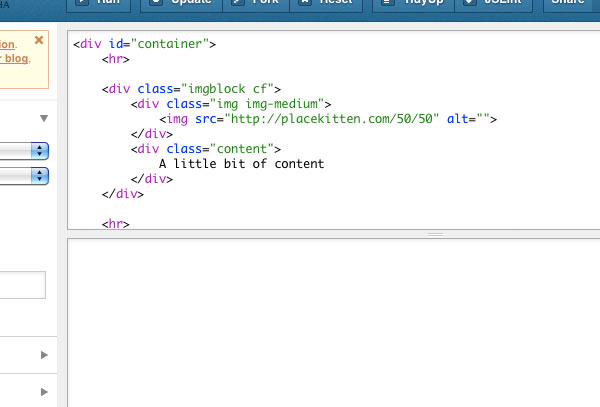 HA
Run Update Fork Reset TidyUp JSLint Share
ion.
r blog.
<div id="container">
<hr>
<div class="imgblock cf">
<div class="img img-medium">
<img src="http://placekitten.com/50/50" alt="">
</div>
<div class="content">
A little bit of content
</div>
</div>
<hr>